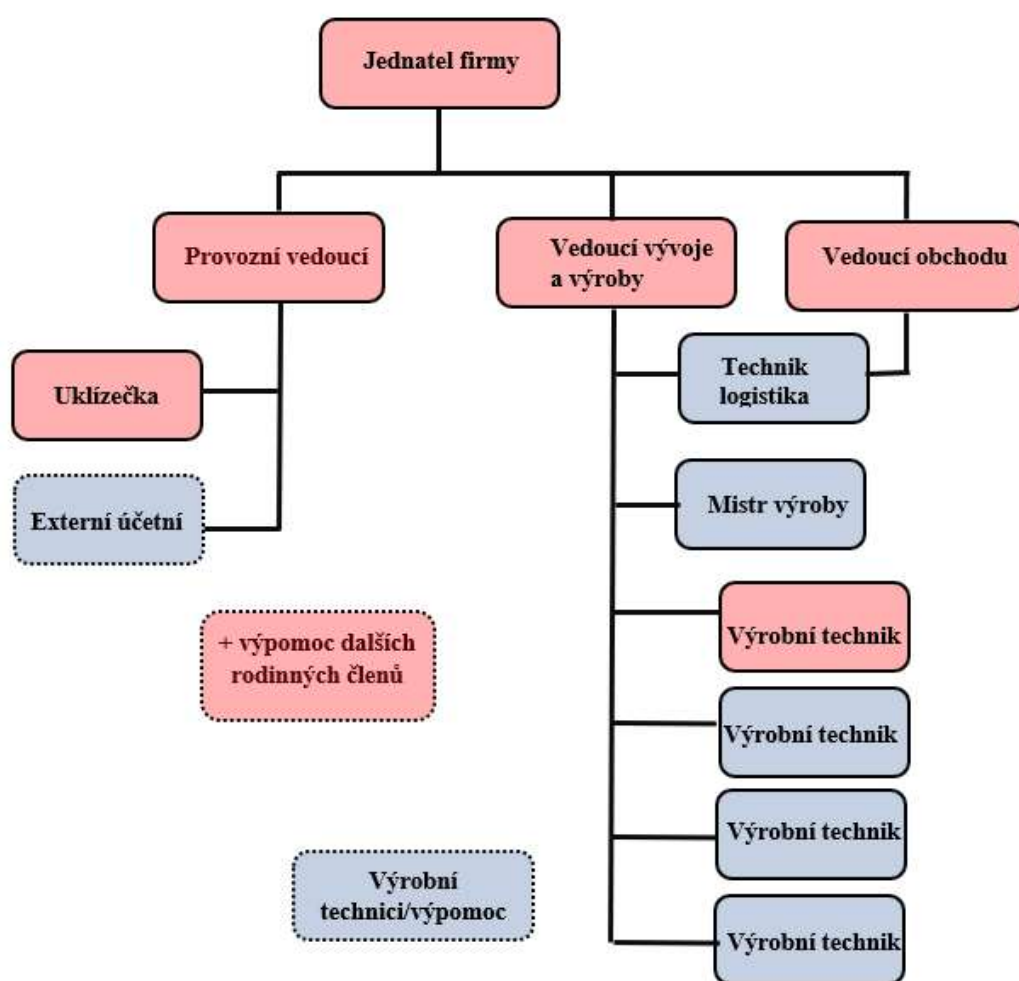 Jednatel firmy
Provozní vedoucí
Vedoucí vývoje
a výroby
Vedoucí obchodu
Uklízečka
Technik
logistika
Externí účetní
Mistr výroby
+ výpomoc dalších
rodinných členů
Výrobní technik
Výrobní technik
Výrobní technik
Výrobní
technici/výpomoc
Výrobní technik